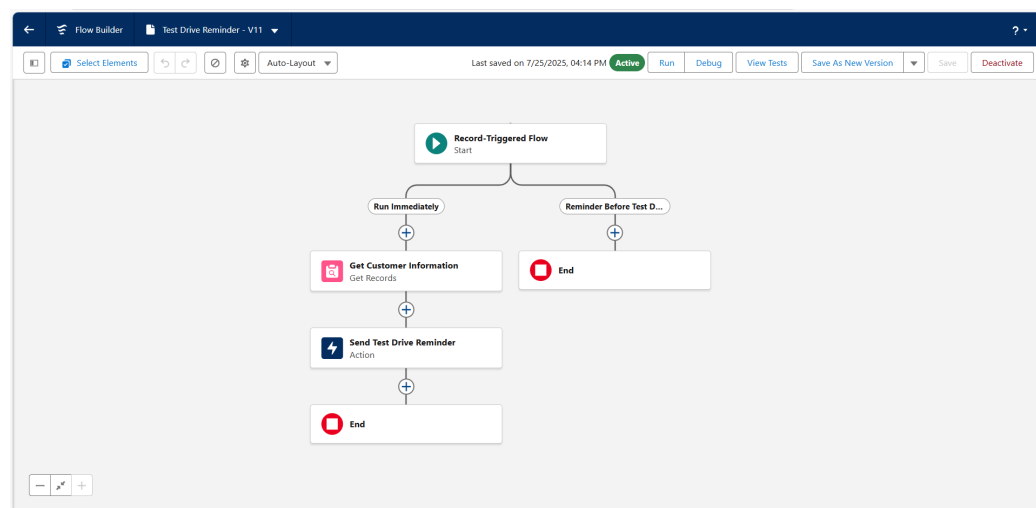 Flow Builder
Test Drive Reminder - V11
?
Select Elements
Auto-Layout
Last saved on 7/25/2025, 04:14 PM
Active
Run
Debug
View Tests
Save As New Version
Save
Deactivate
Record-Triggered Flow
Start
Run Immediately
Reminder Before Test D...
Get Customer Information
Get Records
End
Send Test Drive Reminder
Action
End